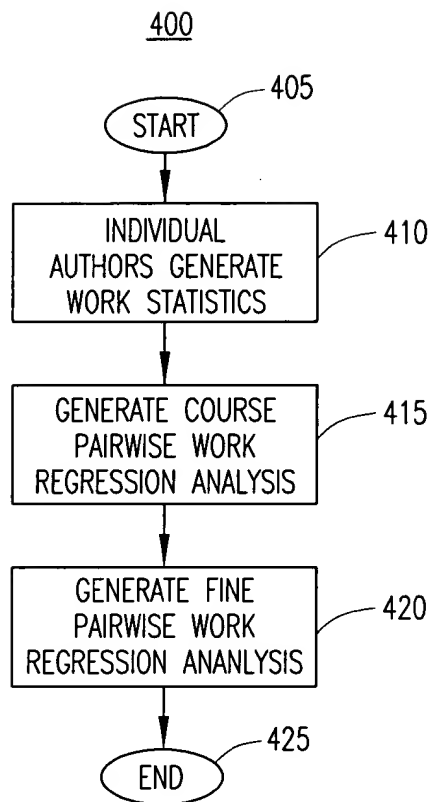 400
405
START
INDIVIDUAL
AUTHORS GENERATE
WORK STATISTICS
410
GENERATE COURSE
PAIRWISE WORK
REGRESSION ANALYSIS
415
GENERATE FINE
PAIRWISE WORK
REGRESSION ANANLYSIS
420
425
END